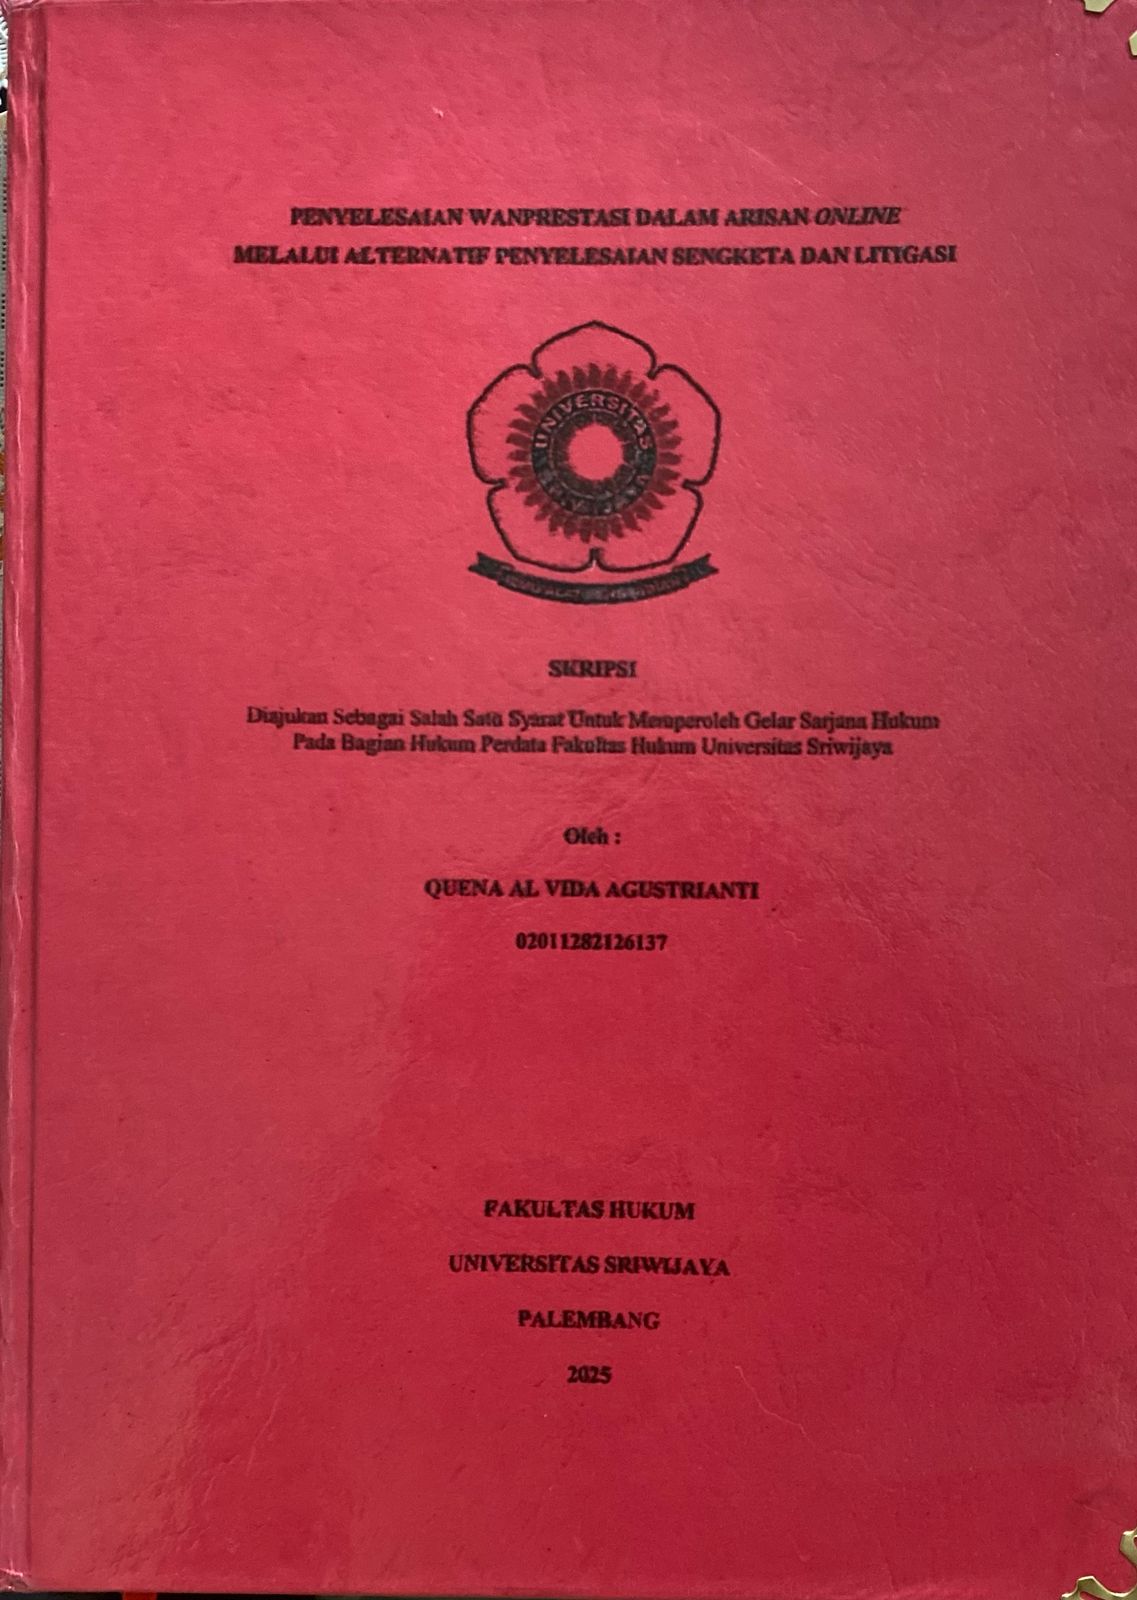 PENYELESAIAN WANPRESTASI DALAM ARISAN ONLINE
MELALUI ALTERNATIF PENYELESAIAN SENGKETA DAN LITIGASI
UNIVERSITAS
SKRIPSI
Diajukan Sebagai Salah Satu Syarat Untuk Memperoleh Gelar Sarjana Hukum
Pada Bagian Hukum Perdata Fakultas Hukum Universitas Sriwijaya
Oleh :
QUENA AL VIDA AGUSTRIANTI
02011282126137
FAKULTAS HUKUM
UNIVERSITAS SRIWIJAYA
PALEMBANG
2025